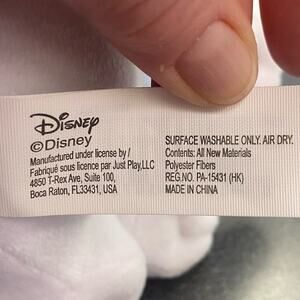 Disney
©Disney
Manufactured under license by /
Fabriqué sous licence par Just Play,LLC
4850 T-Rex Ave, Suite 100,
Boca Raton, FL33431, USA
SURFACE WASHABLE ONLY. AIR DRY.
Contents: All New Materials
Polyester Fibers
REG.NO. PA-15431 (HK)
MADE IN CHINA